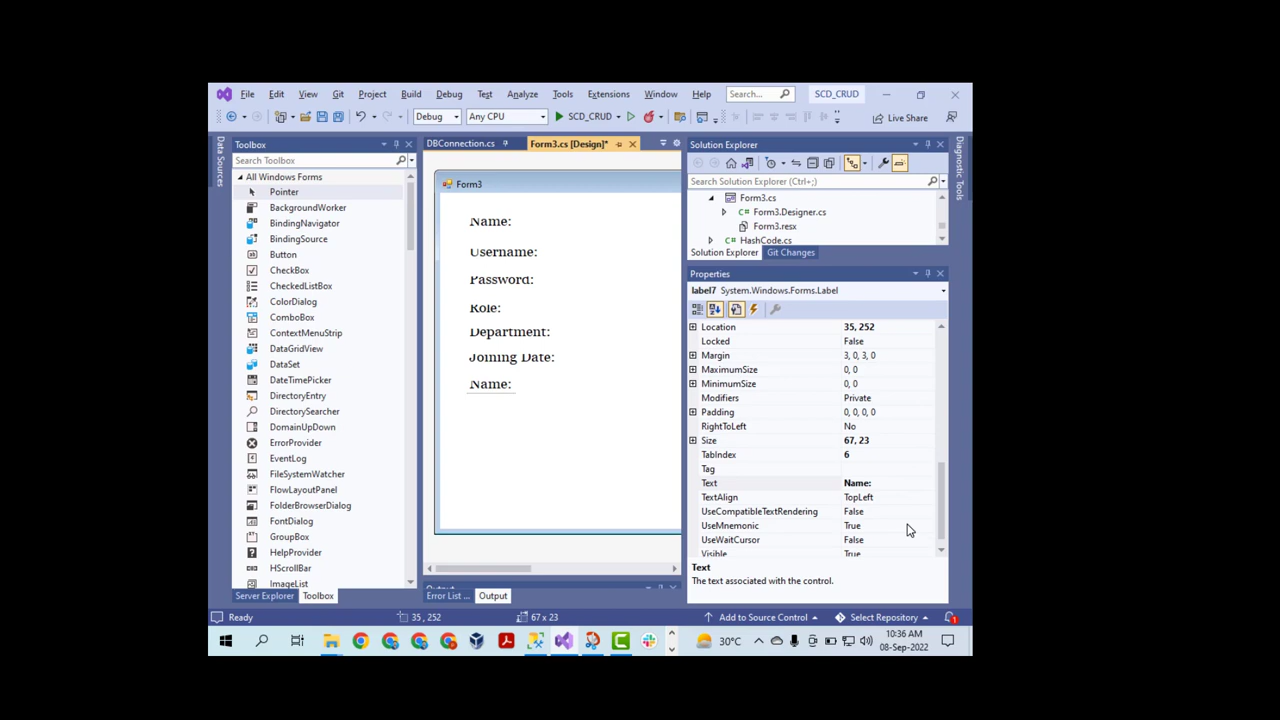 File Edit View Git Project Build Debug Test Analyze Tools Extensions Window Help Search... SCD_CRUD
Debug Any CPU SCD_CRUD Live Share
Data Sources
Toolbox
Search Toolbox
All Windows Forms
Pointer
BackgroundWorker
BindingNavigator
BindingSource
Button
CheckBox
CheckedListBox
ColorDialog
ComboBox
ContextMenuStrip
DataGridView
DataSet
DateTimePicker
DirectoryEntry
DirectorySearcher
DomainUpDown
ErrorProvider
EventLog
FileSystemWatcher
FlowLayoutPanel
FolderBrowserDialog
FontDialog
GroupBox
HelpProvider
HScrollBar
ImageList
Server Explorer Toolbox
DBConnection.cs Form3.cs [Design]*
Form3
Name:
Username:
Password:
Role:
Department:
Joining Date:
Name:
Output
Error List ... Output
Solution Explorer
Search Solution Explorer (Ctrl+;)
Form3.cs
C# Form3.Designer.cs
Form3.resx
C# HashCode.cs
Solution Explorer Git Changes
Properties
label7 System.Windows.Forms.Label
Location 35, 252
Locked False
Margin 3, 0, 3, 0
MaximumSize 0, 0
MinimumSize 0, 0
Modifiers Private
Padding 0, 0, 0, 0
RightToLeft No
Size 67, 23
TabIndex 6
Tag
Text Name:
TextAlign TopLeft
UseCompatibleTextRendering False
UseMnemonic True
UseWaitCursor False
Visible True
Text
The text associated with the control.
Diagnostic Tools
Ready 35 , 252 67 x 23 Add to Source Control Select Repository 1
30°C 10:36 AM
08-Sep-2022